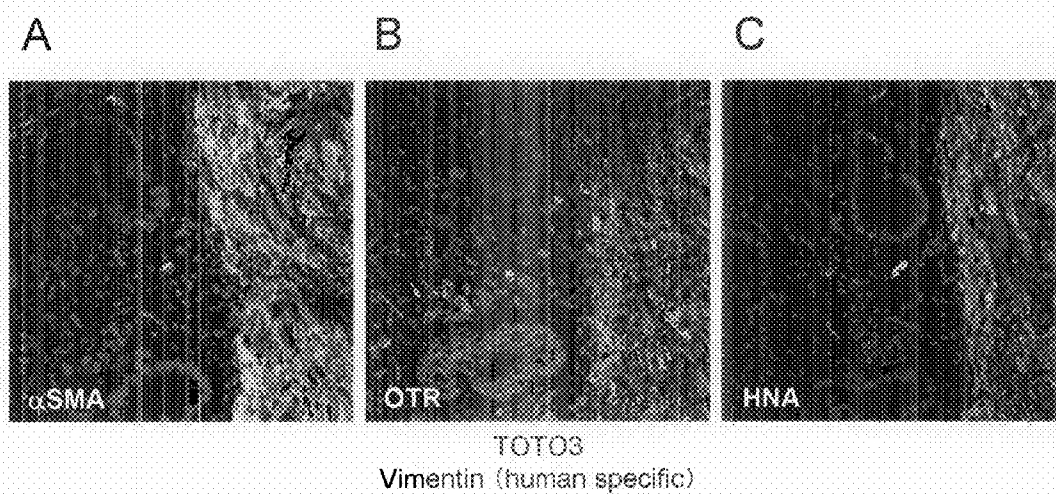 A
B
C
αSMA
OTR
HNA
TOTO3
Vimentin (human specific)